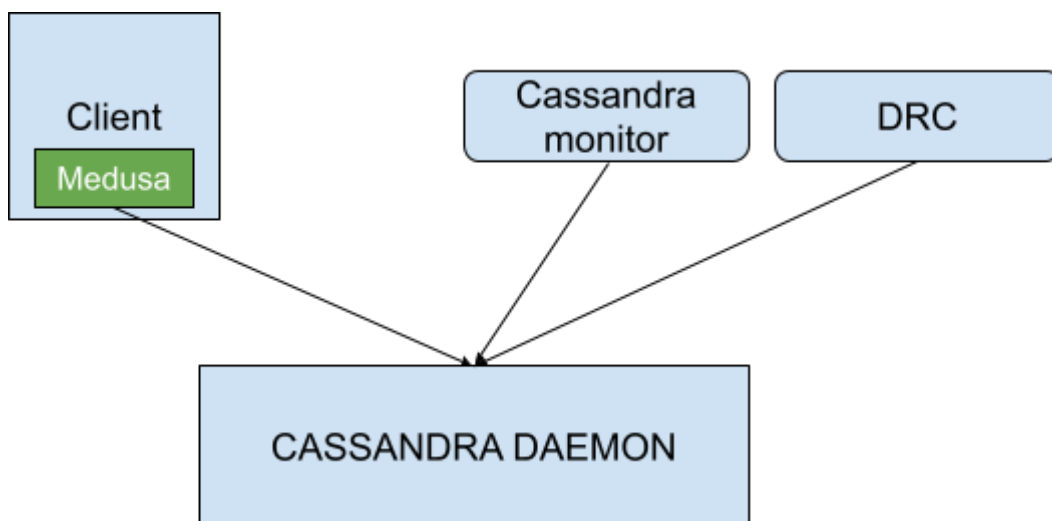 Client
Medusa
Cassandra
monitor
DRC
CASSANDRA DAEMON